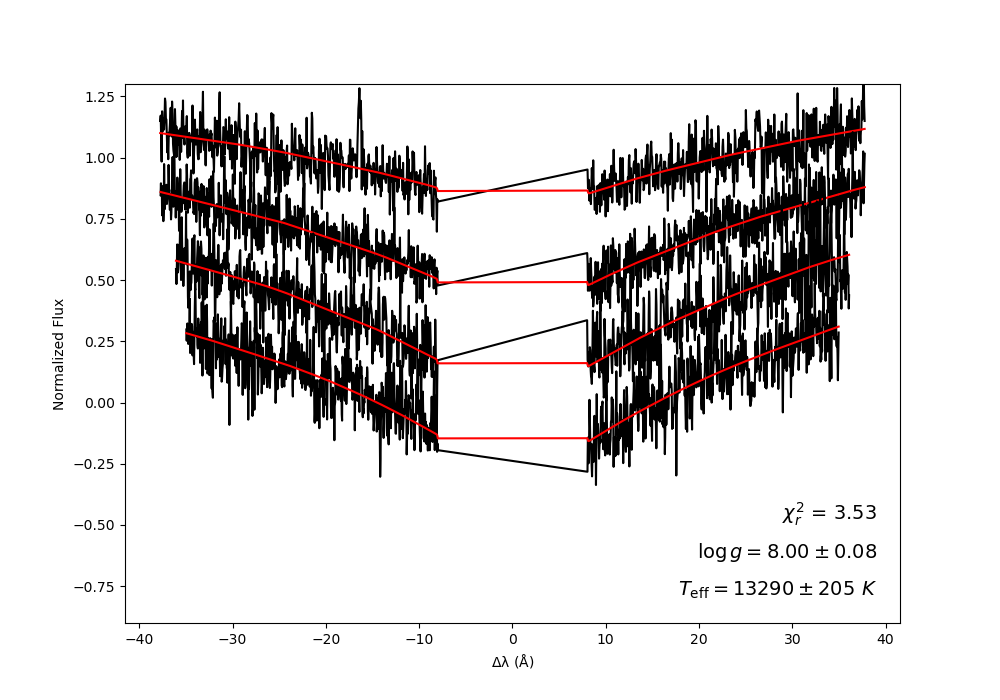 1.25
1.00
0.75
0.50
0.25
0.00
−0.25
−0.50
−0.75
Normalized Flux
χ²ᵣ = 3.53
log g = 8.00 ± 0.08
T_eff = 13290 ± 205 K
−40 −30 −20 −10 0 10 20 30 40
Δλ (Å)